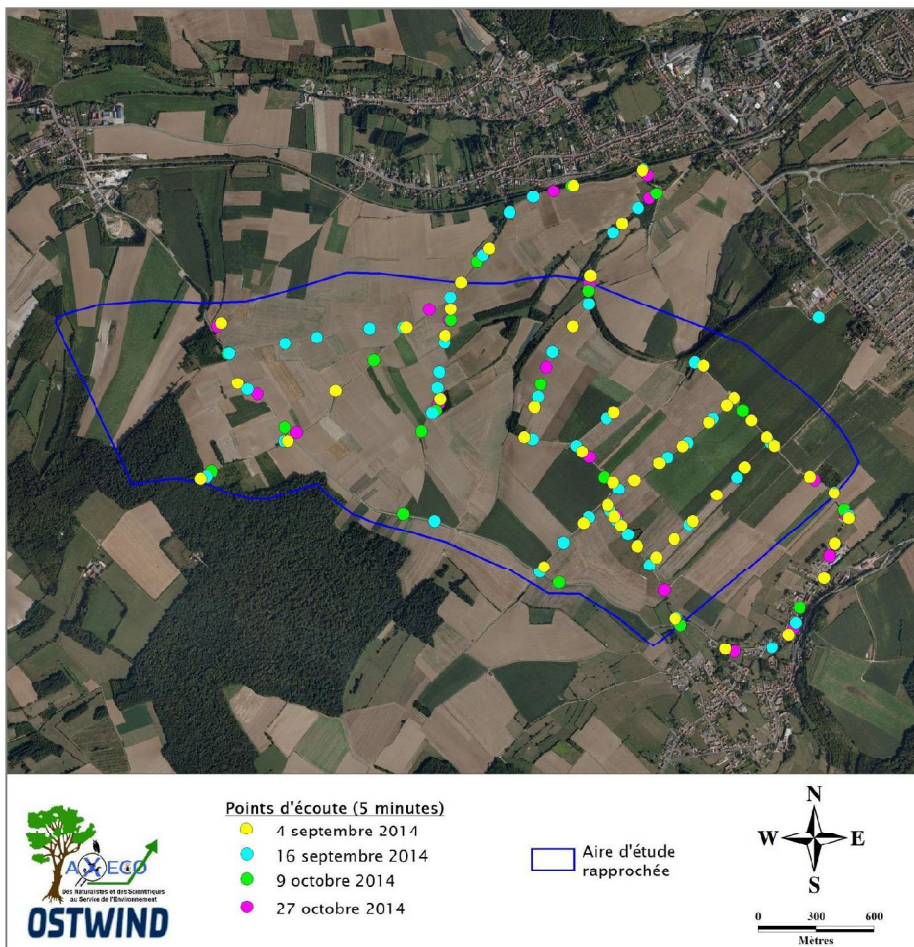 Points d'écoute (5 minutes)
4 septembre 2014
16 septembre 2014
9 octobre 2014
27 octobre 2014
Aire d'étude
rapprochée
N
W
E
S
0 300 600
Mètres
AXECO
Des Naturalistes et des Scientifiques
au Service de l'Environnement
OSTWIND